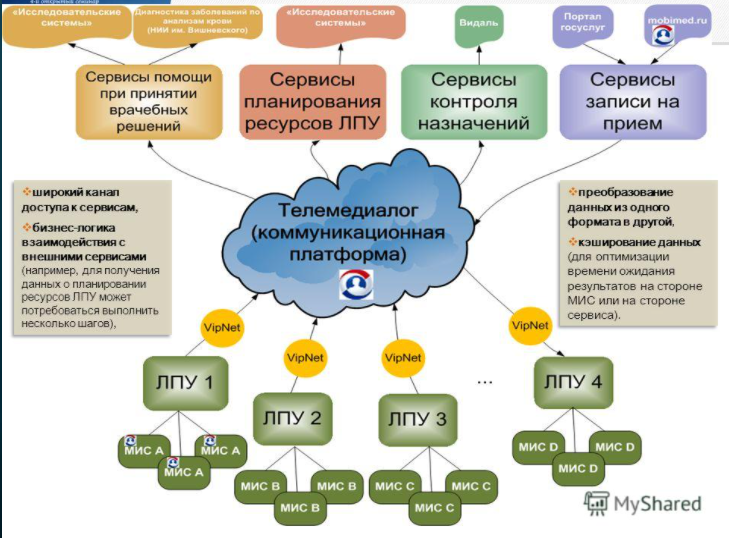 4-й открытый семинар
«Исследовательские
системы»
Диагностика заболеваний по
анализам крови
(НИИ им. Вишневского)
«Исследовательские
системы»
Видаль
Портал
госуслуг
mobimed.ru
Сервисы помощи
при принятии
врачебных
решений
Сервисы
планирования
ресурсов ЛПУ
Сервисы
контроля
назначений
Сервисы
записи на
прием
широкий канал
доступа к сервисам,
бизнес-логика
взаимодействия с
внешними сервисами
(например, для получения
данных о планировании
ресурсов ЛПУ может
потребоваться выполнить
несколько шагов),
Телемедиалог
(коммуникационная
платформа)
преобразование
данных из одного
формата в другой,
кэширование данных
(для оптимизации
времени ожидания
результатов на стороне
МИС или на стороне
сервиса).
VipNet
VipNet
VipNet
VipNet
ЛПУ 1
ЛПУ 2
ЛПУ 3
...
ЛПУ 4
МИС А
МИС А
МИС А
МИС B
МИС B
МИС B
МИС С
МИС С
МИС С
МИС D
МИС D
МИС D
MyShared